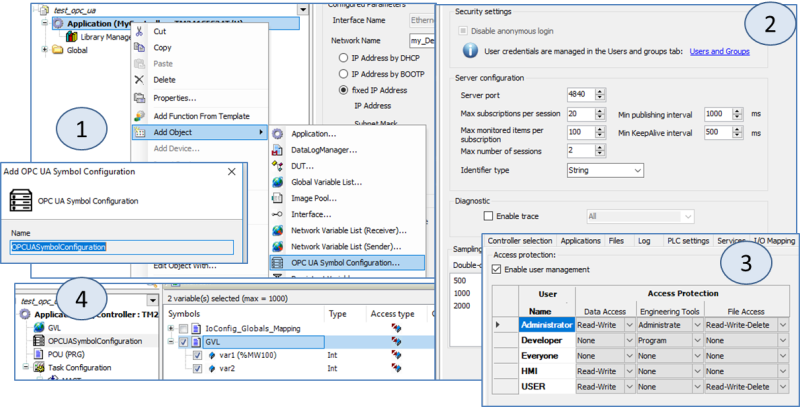 test_opc_ua
Application (MyController:
Library Manage
Global
Cut
Copy
Paste
Delete
Properties...
Add Function From Template
Add Object
Add Device...
Edit Object With...
Application...
DataLogManager...
DUT...
Global Variable List...
Image Pool...
Interface...
Network Variable List (Receiver)...
Network Variable List (Sender)...
OPC UA Symbol Configuration...
Configured Parameters
Interface Name
Ethernet
Network Name
my_De
IP Address by DHCP
IP Address by BOOTP
fixed IP Address
IP Address
Subnet Mask
1
Add OPC UA Symbol Configuration
OPC UA Symbol Configuration
Name
OPCUASymbolConfiguration
2
Security settings
Disable anonymous login
User credentials are managed in the Users and groups tab: Users and Groups
Server configuration
Server port 4840
Max subscriptions per session 20 Min publishing interval 1000 ms
Max monitored items per
subscription 100 Min KeepAlive interval 500 ms
Max number of sessions 2
Identifier type String
Diagnostic
Enable trace All
Sampling
Double-c
500
1000
2000
3
Controller selection Applications Files Log PLC settings Services I/O Mapping
Access protection:
Enable user management
User Access Protection
Name Data Access Engineering Tools File Access
Administrator Read-Write Administrate Read-Write-Delete
Developer None Program None
Everyone None None None
HMI Read-Write None None
USER Read-Write None Read-Write-Delete
4
test_opc_
GVL
OPCUASymbolConfiguration
POU (PRG)
Task Configuration
MAST
2 variable(s) selected (max = 1000)
Symbols Type Access type
IoConfig_Globals_Mapping
GVL
var1 (%MW100) Int
var2 Int